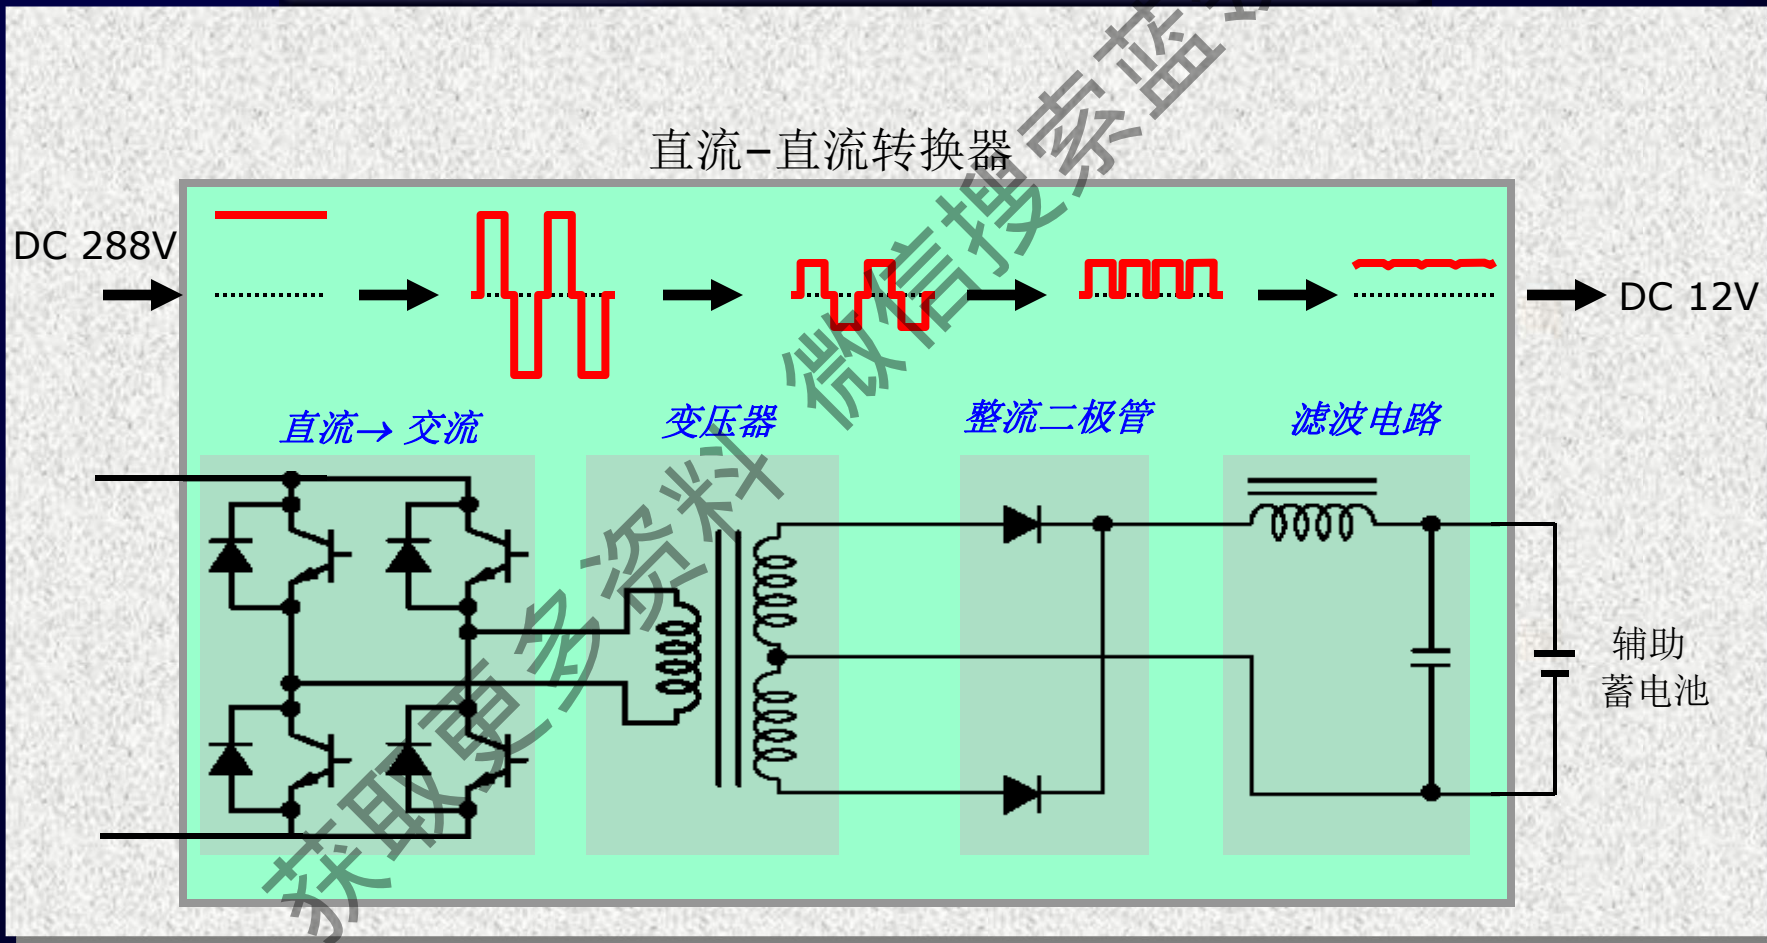 直流-直流转换器
DC 288V
DC 12V
直流→ 交流
变压器
整流二极管
滤波电路
辅助
蓄电池
获取更多资料 微信搜索蓝